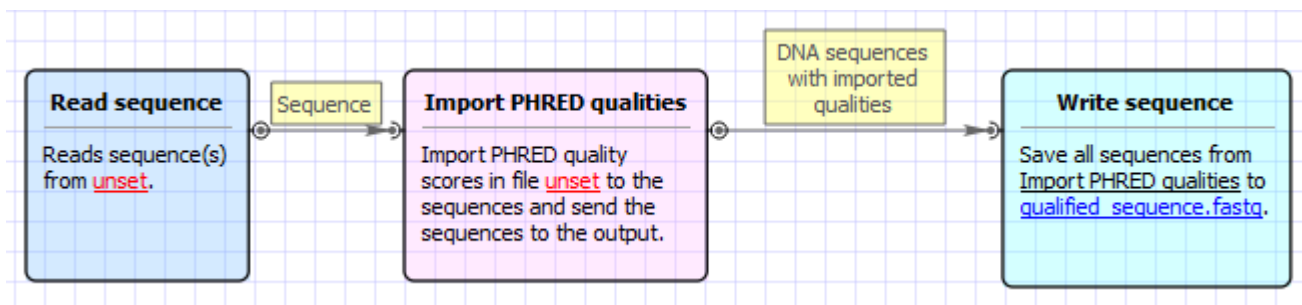 Read sequence
Reads sequence(s)
from unset.
Sequence
Import PHRED qualities
Import PHRED quality
scores in file unset to the
sequences and send the
sequences to the output.
DNA sequences
with imported
qualities
Write sequence
Save all sequences from
Import PHRED qualities to
qualified_sequence.fastq.